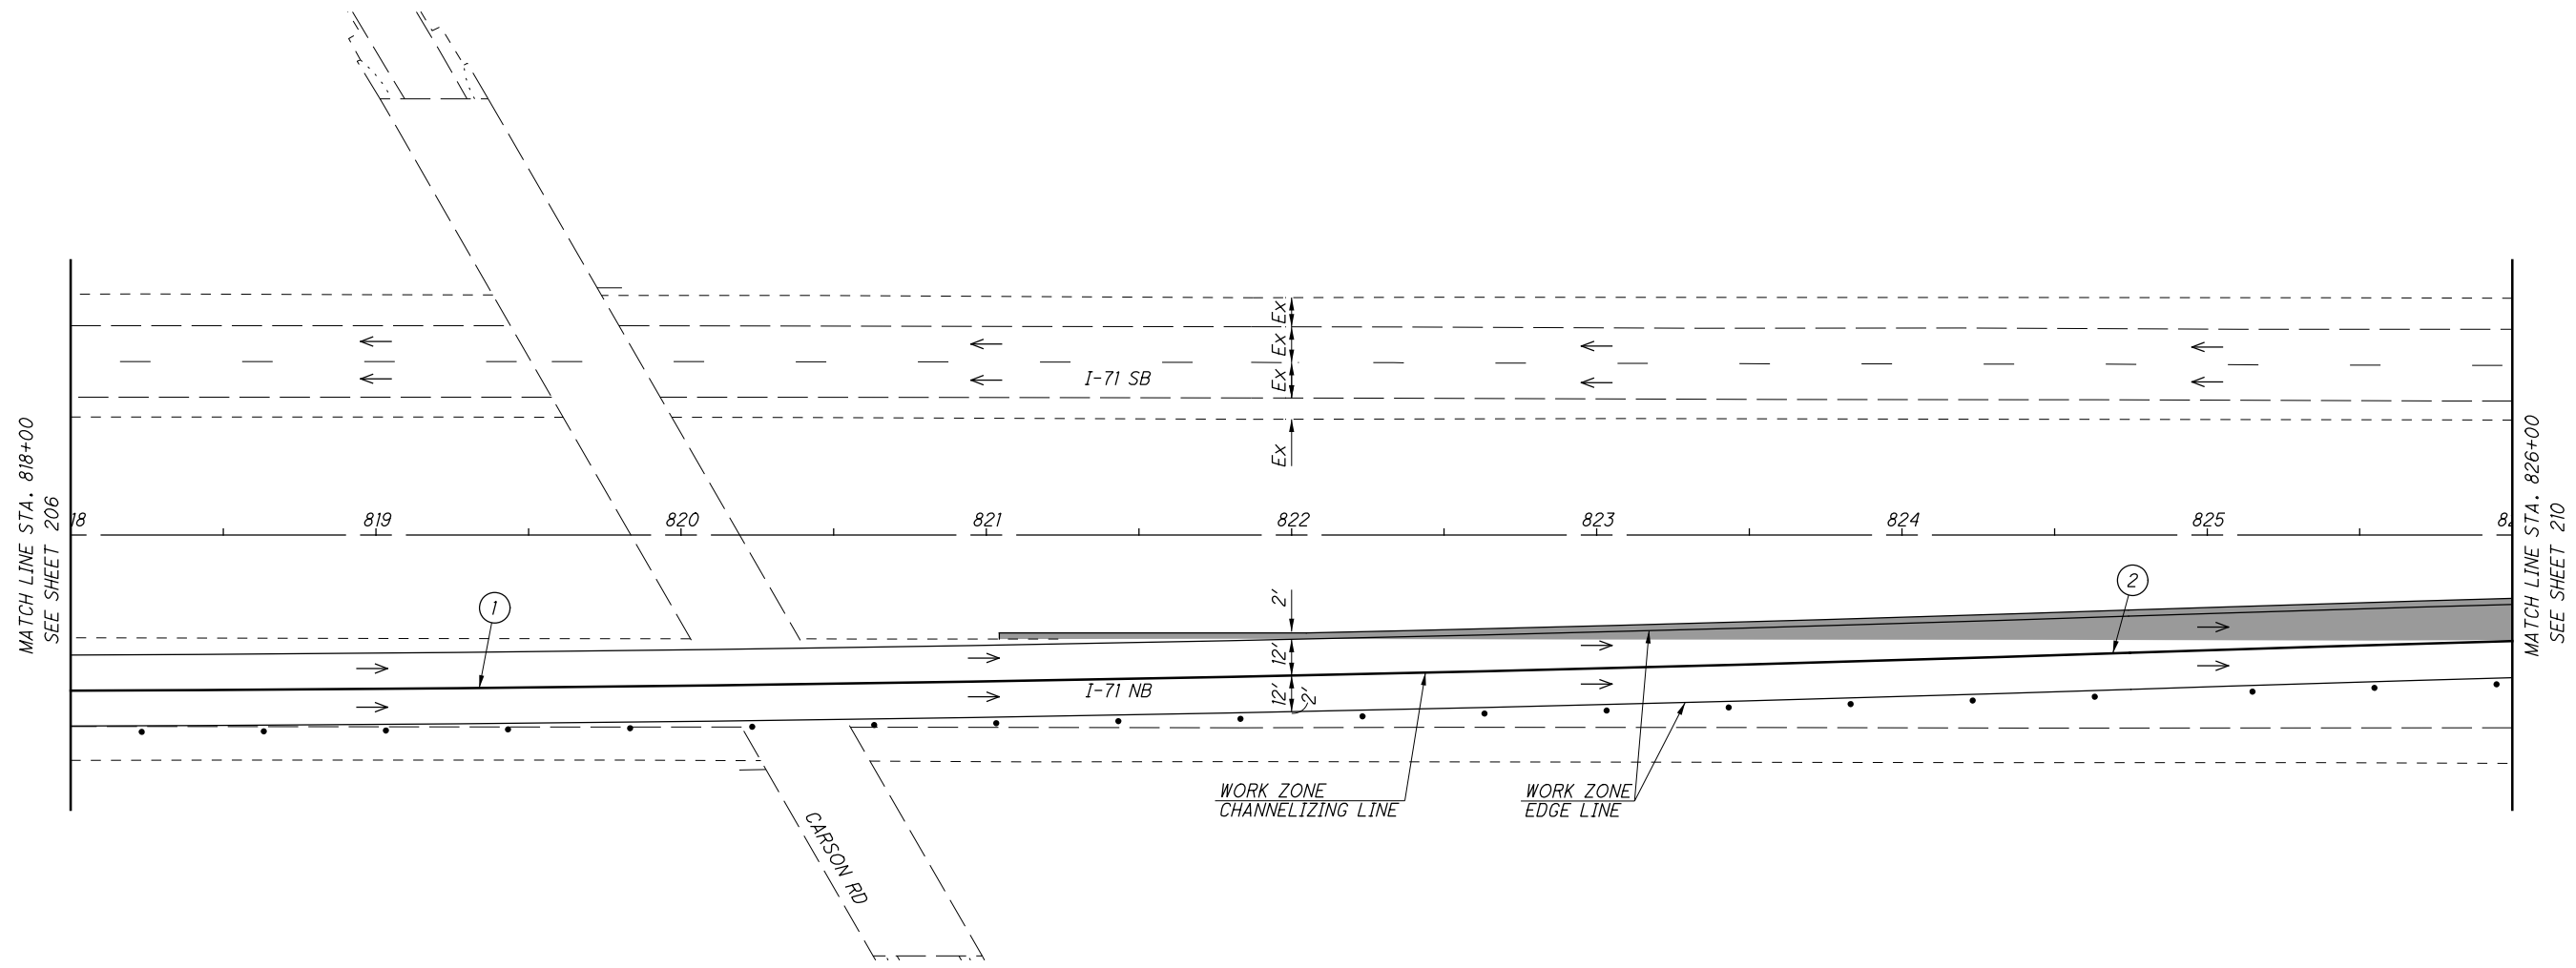 Ex
Ex
Ex
I-71 SB
Ex
MATCH LINE STA. 818+00
SEE SHEET 206
18
819
820
821
822
823
824
825
82
MATCH LINE STA. 826+00
SEE SHEET 210
1
2
2'
12'
I-71 NB
12'
2'
WORK ZONE
CHANNELIZING LINE
WORK ZONE
EDGE LINE
CARSON RD